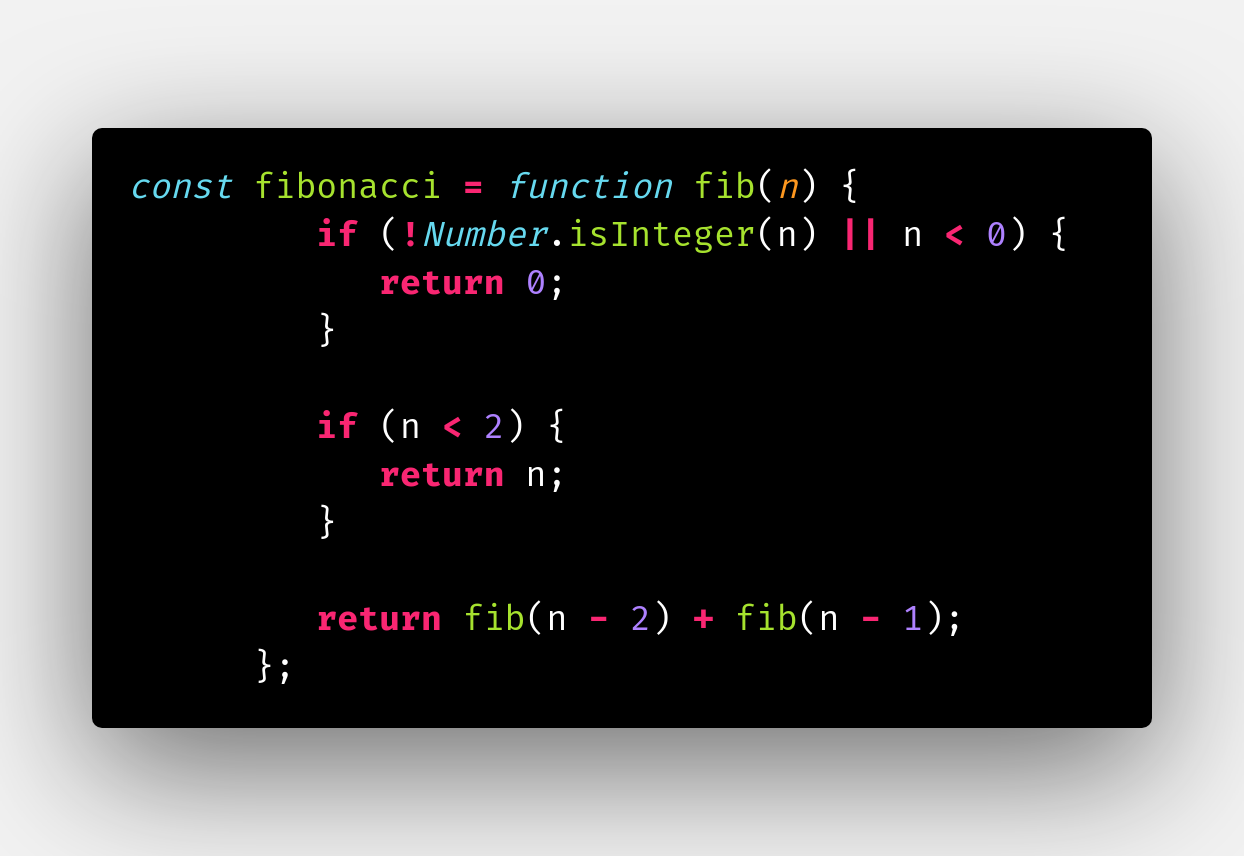 const fibonacci = function fib(n) {
         if (!Number.isInteger(n) || n < 0) {
            return 0;
         }

         if (n < 2) {
            return n;
         }

         return fib(n - 2) + fib(n - 1);
      };